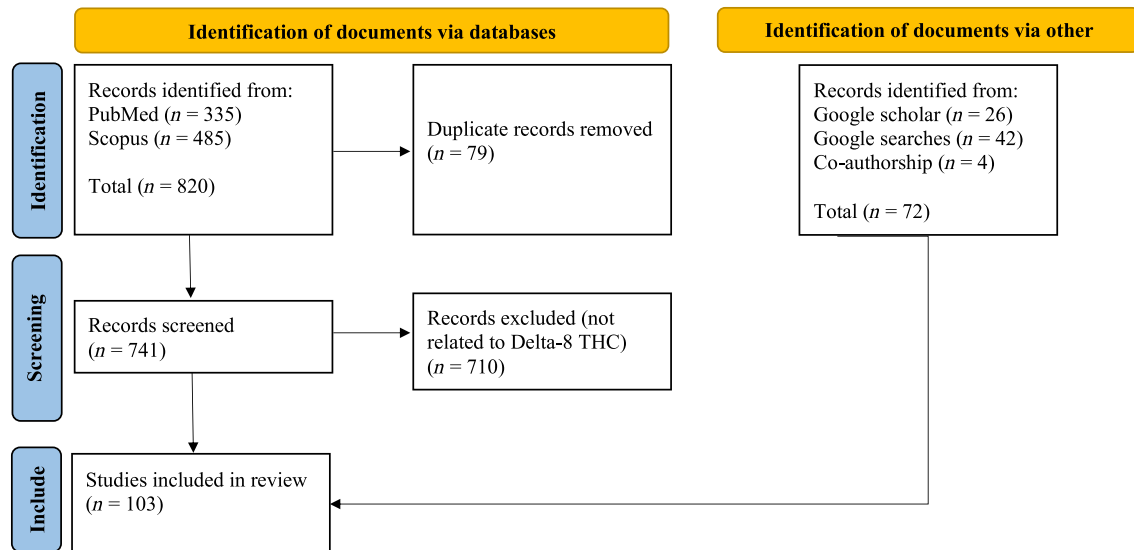 Identification of documents via databases
Identification of documents via other
Identification
Records identified from:
PubMed (n = 335)
Scopus (n = 485)
Total (n = 820)
Duplicate records removed
(n = 79)
Records identified from:
Google scholar (n = 26)
Google searches (n = 42)
Co-authorship (n = 4)
Total (n = 72)
Screening
Records screened
(n = 741)
Records excluded (not
related to Delta-8 THC)
(n = 710)
Include
Studies included in review
(n = 103)